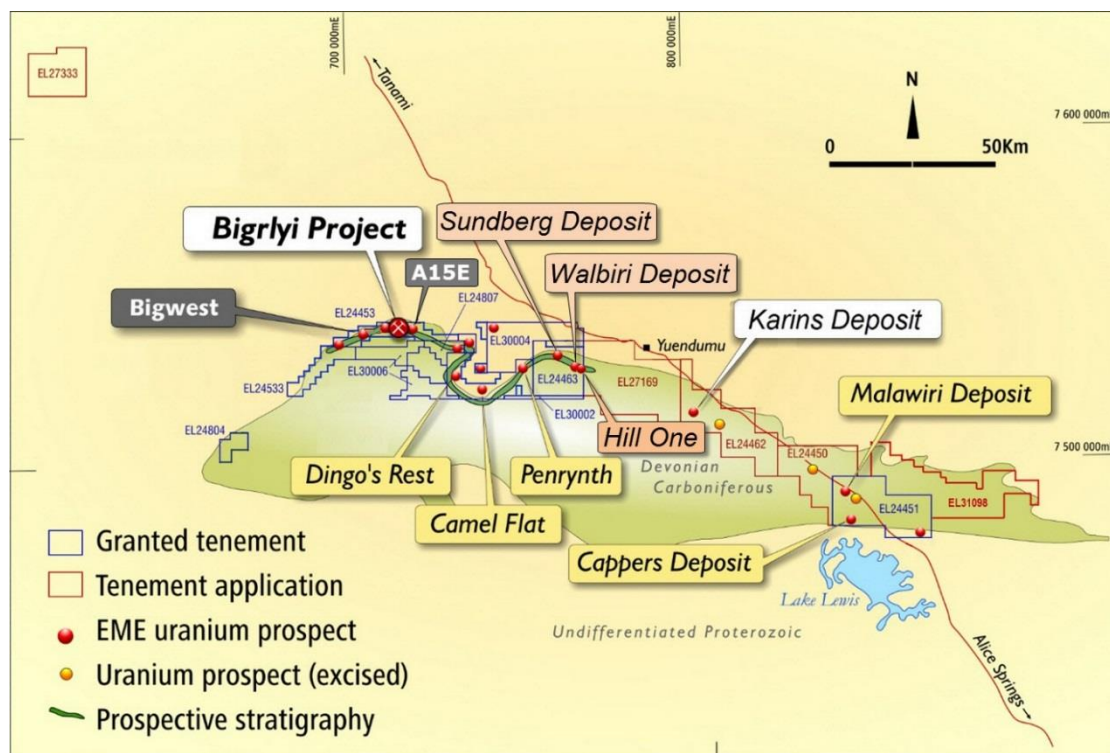 700 000mE
800 000mE
EL27333
Tanami
N
7 600 000mN
0
50Km
Bigrlyi Project
Sundberg Deposit
A15E
Walbiri Deposit
EL24807
Bigwest
EL24453
EL30004
Karins Deposit
Yuendumu
EL30006
EL24463
EL27169
EL24533
EL30002
Malawiri Deposit
EL24804
Hill One
EL24462
7 500 000mN
Dingo's Rest
Penrynth
Devonian
Carboniferous
EL24450
EL31098
EL24451
Camel Flat
Cappers Deposit
Granted tenement
Tenement application
Lake Lewis
EME uranium prospect
Undifferentiated Proterozoic
Uranium prospect (excised)
Alice Springs
Prospective stratigraphy